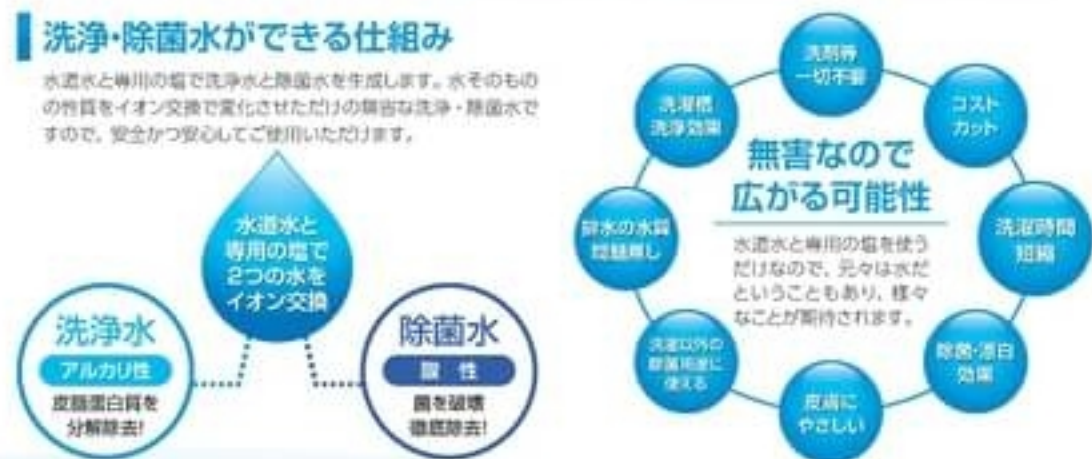 洗浄・除菌水ができる仕組み
水道水と専用の塩で洗浄水と除菌水を生成します。水そのもの
の性質をイオン交換で変化させただけの無害な洗浄・除菌水で
すので、安全かつ安心してご使用いただけます。
水道水と
専用の塩で
2つの水を
イオン交換
洗浄水
アルカリ性
皮脂蛋白質を
分解除去!
除菌水
酸 性
菌を破壊
徹底除去!
洗剤等
一切不要
コスト
カット
洗濯時間
短縮
除菌・漂白
効果
皮膚に
やさしい
洗濯以外の
除菌用途に
使える
排水の水質
問題無し
洗濯槽
洗浄効果
無害なので
広がる可能性
水道水と専用の塩を使う
だけなので、元々は水だ
ということもあり、様々
なことが期待されます。